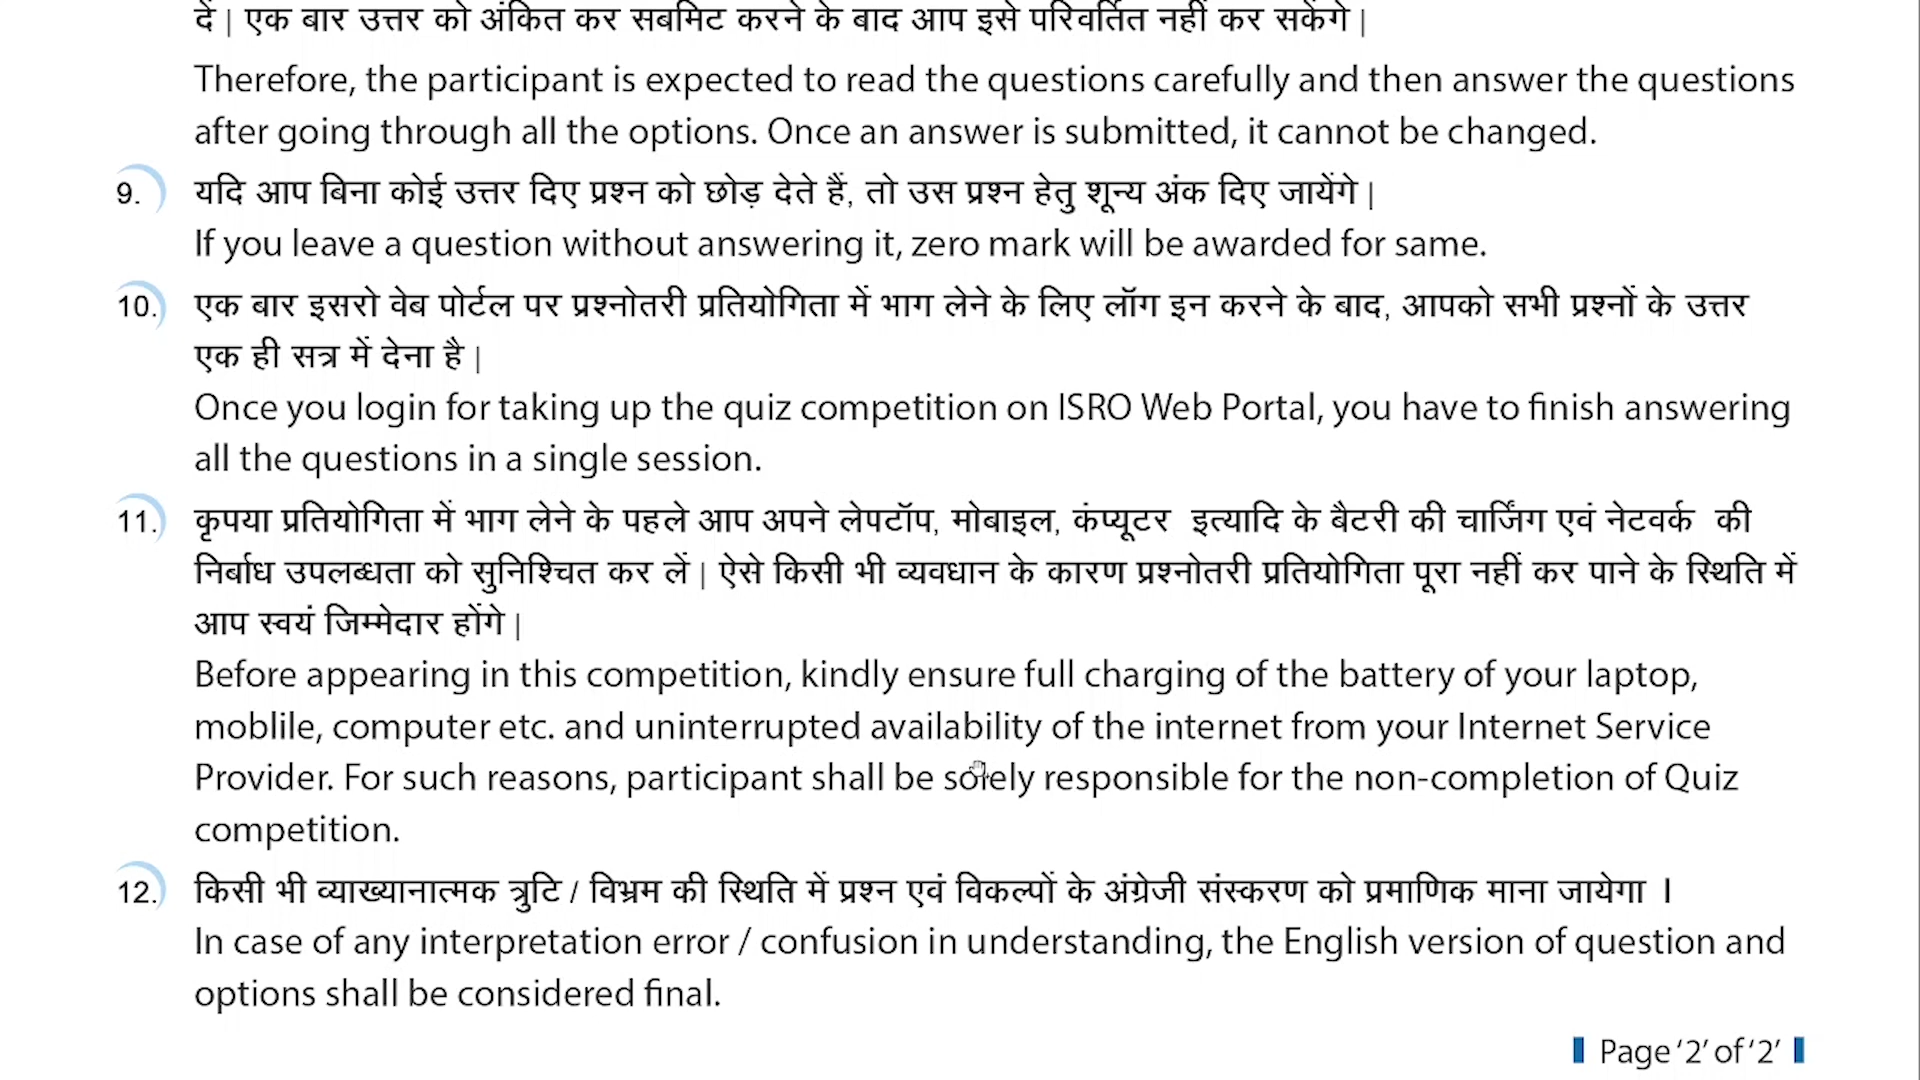 दें | एक बार उत्तर को अंकित कर सबमिट करने के बाद आप इसे परिवर्तित नहीं कर सकेंगे |
Therefore, the participant is expected to read the questions carefully and then answer the questions
after going through all the options. Once an answer is submitted, it cannot be changed.
9. यदि आप बिना कोई उत्तर दिए प्रश्न को छोड़ देते हैं, तो उस प्रश्न हेतु शून्य अंक दिए जायेंगे |
If you leave a question without answering it, zero mark will be awarded for same.
10. एक बार इसरो वेब पोर्टल पर प्रश्नोतरी प्रतियोगिता में भाग लेने के लिए लॉग इन करने के बाद, आपको सभी प्रश्नों के उत्तर
एक ही सत्र में देना है |
Once you login for taking up the quiz competition on ISRO Web Portal, you have to finish answering
all the questions in a single session.
11. कृपया प्रतियोगिता में भाग लेने के पहले आप अपने लेपटॉप, मोबाइल, कंप्यूटर इत्यादि के बैटरी की चार्जिंग एवं नेटवर्क की
निर्बाध उपलब्धता को सुनिश्चित कर लें | ऐसे किसी भी व्यवधान के कारण प्रश्नोतरी प्रतियोगिता पूरा नहीं कर पाने के स्थिति में
आप स्वयं जिम्मेदार होंगे |
Before appearing in this competition, kindly ensure full charging of the battery of your laptop,
moblile, computer etc. and uninterrupted availability of the internet from your Internet Service
Provider. For such reasons, participant shall be solely responsible for the non-completion of Quiz
competition.
12. किसी भी व्याख्यानात्मक त्रुटि / विभ्रम की स्थिति में प्रश्न एवं विकल्पों के अंग्रेजी संस्करण को प्रमाणिक माना जायेगा ।
In case of any interpretation error / confusion in understanding, the English version of question and
options shall be considered final.
Page ‘2’ of ‘2’